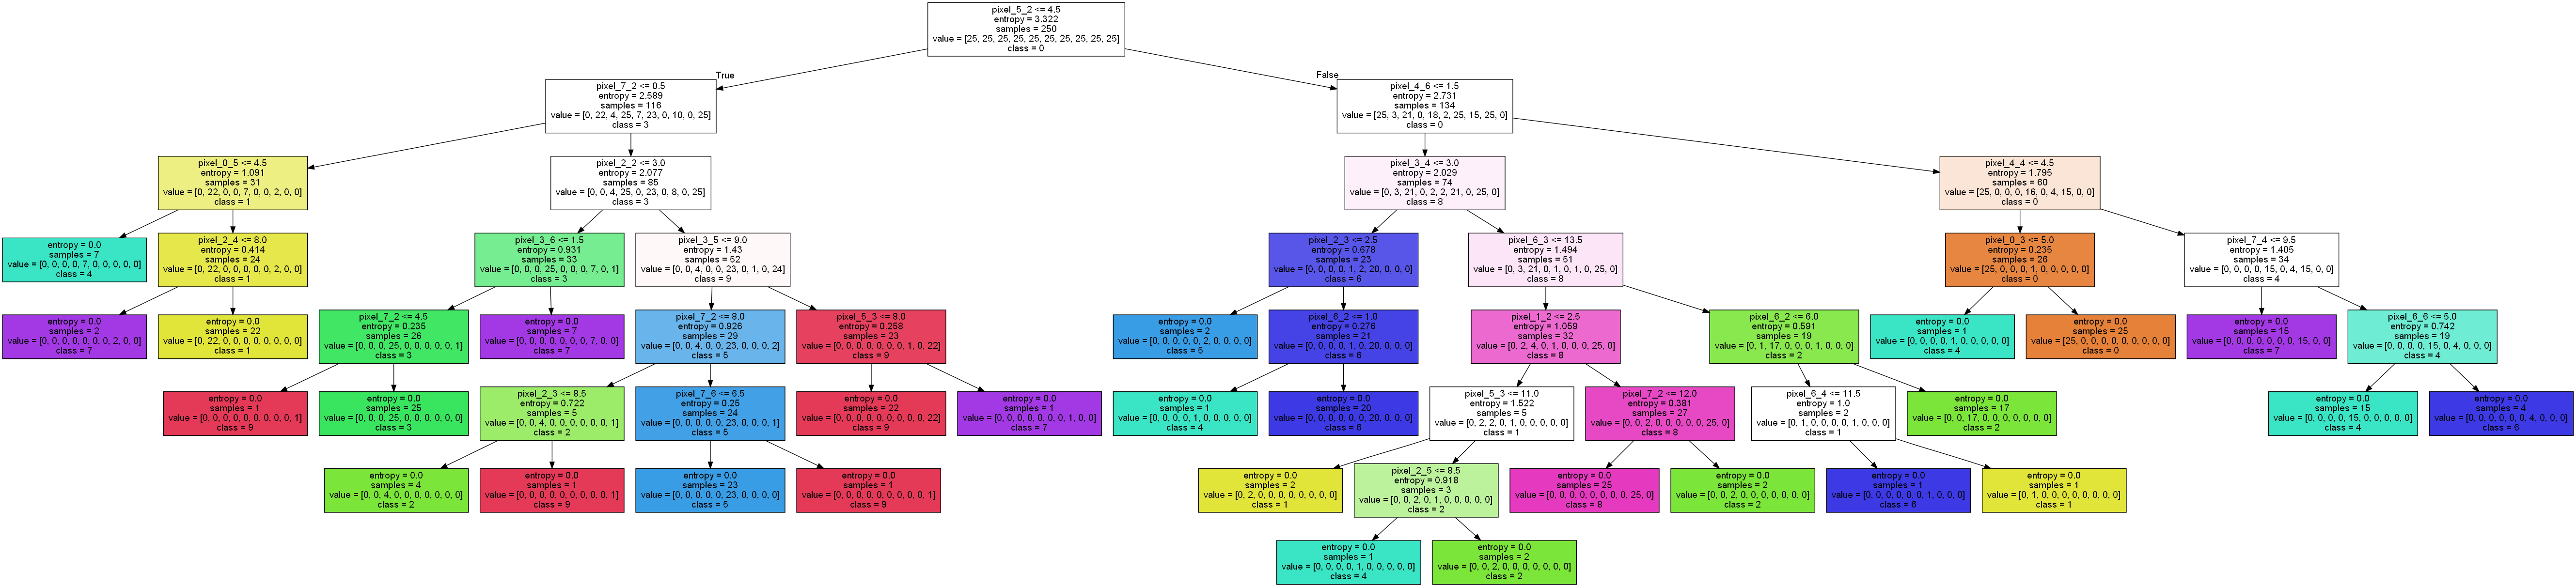 pixel_5_2 <= 4.5
entropy = 3.322
samples = 250
value = [25, 25, 25, 25, 25, 25, 25, 25, 25, 25]
class = 0
True
False
pixel_7_2 <= 0.5
entropy = 2.589
samples = 116
value = [0, 22, 4, 25, 7, 23, 0, 10, 0, 25]
class = 3
pixel_4_6 <= 1.5
entropy = 2.731
samples = 134
value = [25, 3, 21, 0, 18, 2, 25, 15, 25, 0]
class = 0
pixel_0_5 <= 4.5
entropy = 1.091
samples = 31
value = [0, 22, 0, 0, 7, 0, 0, 2, 0, 0]
class = 1
pixel_2_2 <= 3.0
entropy = 2.077
samples = 85
value = [0, 0, 4, 25, 0, 23, 0, 8, 0, 25]
class = 3
pixel_3_4 <= 3.0
entropy = 2.029
samples = 74
value = [0, 3, 21, 0, 2, 2, 21, 0, 25, 0]
class = 8
pixel_4_4 <= 4.5
entropy = 1.795
samples = 60
value = [25, 0, 0, 0, 16, 0, 4, 15, 0, 0]
class = 0
entropy = 0.0
samples = 7
value = [0, 0, 0, 0, 7, 0, 0, 0, 0, 0]
class = 4
pixel_2_4 <= 8.0
entropy = 0.414
samples = 24
value = [0, 22, 0, 0, 0, 0, 0, 2, 0, 0]
class = 1
pixel_3_6 <= 1.5
entropy = 0.931
samples = 33
value = [0, 0, 0, 25, 0, 0, 0, 7, 0, 1]
class = 3
pixel_3_5 <= 9.0
entropy = 1.43
samples = 52
value = [0, 0, 4, 0, 0, 23, 0, 1, 0, 24]
class = 9
pixel_2_3 <= 2.5
entropy = 0.678
samples = 23
value = [0, 0, 0, 0, 1, 2, 20, 0, 0, 0]
class = 6
pixel_6_3 <= 13.5
entropy = 1.494
samples = 51
value = [0, 3, 21, 0, 1, 0, 1, 0, 25, 0]
class = 8
pixel_0_3 <= 5.0
entropy = 0.235
samples = 26
value = [25, 0, 0, 0, 1, 0, 0, 0, 0, 0]
class = 0
pixel_7_4 <= 9.5
entropy = 1.405
samples = 34
value = [0, 0, 0, 0, 15, 0, 4, 15, 0, 0]
class = 4
entropy = 0.0
samples = 2
value = [0, 0, 0, 0, 0, 0, 0, 2, 0, 0]
class = 7
entropy = 0.0
samples = 22
value = [0, 22, 0, 0, 0, 0, 0, 0, 0, 0]
class = 1
pixel_7_2 <= 4.5
entropy = 0.235
samples = 26
value = [0, 0, 0, 25, 0, 0, 0, 0, 0, 1]
class = 3
entropy = 0.0
samples = 7
value = [0, 0, 0, 0, 0, 0, 0, 7, 0, 0]
class = 7
pixel_7_2 <= 8.0
entropy = 0.926
samples = 29
value = [0, 0, 4, 0, 0, 23, 0, 0, 0, 2]
class = 5
pixel_5_3 <= 8.0
entropy = 0.258
samples = 23
value = [0, 0, 0, 0, 0, 0, 0, 1, 0, 22]
class = 9
entropy = 0.0
samples = 2
value = [0, 0, 0, 0, 0, 2, 0, 0, 0, 0]
class = 5
pixel_6_2 <= 1.0
entropy = 0.276
samples = 21
value = [0, 0, 0, 0, 1, 0, 20, 0, 0, 0]
class = 6
pixel_1_2 <= 2.5
entropy = 1.059
samples = 32
value = [0, 2, 4, 0, 1, 0, 0, 0, 25, 0]
class = 8
pixel_6_2 <= 6.0
entropy = 0.591
samples = 19
value = [0, 1, 17, 0, 0, 0, 1, 0, 0, 0]
class = 2
entropy = 0.0
samples = 1
value = [0, 0, 0, 0, 1, 0, 0, 0, 0, 0]
class = 4
entropy = 0.0
samples = 25
value = [25, 0, 0, 0, 0, 0, 0, 0, 0, 0]
class = 0
entropy = 0.0
samples = 15
value = [0, 0, 0, 0, 0, 0, 0, 15, 0, 0]
class = 7
pixel_6_6 <= 5.0
entropy = 0.742
samples = 19
value = [0, 0, 0, 0, 15, 0, 4, 0, 0, 0]
class = 4
entropy = 0.0
samples = 1
value = [0, 0, 0, 0, 0, 0, 0, 0, 0, 1]
class = 9
entropy = 0.0
samples = 25
value = [0, 0, 0, 25, 0, 0, 0, 0, 0, 0]
class = 3
pixel_2_3 <= 8.5
entropy = 0.722
samples = 5
value = [0, 0, 4, 0, 0, 0, 0, 0, 0, 1]
class = 2
pixel_7_6 <= 6.5
entropy = 0.25
samples = 24
value = [0, 0, 0, 0, 0, 23, 0, 0, 0, 1]
class = 5
entropy = 0.0
samples = 22
value = [0, 0, 0, 0, 0, 0, 0, 0, 0, 22]
class = 9
entropy = 0.0
samples = 1
value = [0, 0, 0, 0, 0, 0, 0, 1, 0, 0]
class = 7
entropy = 0.0
samples = 1
value = [0, 0, 0, 0, 1, 0, 0, 0, 0, 0]
class = 4
entropy = 0.0
samples = 20
value = [0, 0, 0, 0, 0, 0, 20, 0, 0, 0]
class = 6
pixel_5_3 <= 11.0
entropy = 1.522
samples = 5
value = [0, 2, 2, 0, 1, 0, 0, 0, 0, 0]
class = 1
pixel_7_2 <= 12.0
entropy = 0.381
samples = 27
value = [0, 0, 2, 0, 0, 0, 0, 0, 25, 0]
class = 8
pixel_6_4 <= 11.5
entropy = 1.0
samples = 2
value = [0, 1, 0, 0, 0, 0, 1, 0, 0, 0]
class = 1
entropy = 0.0
samples = 17
value = [0, 0, 17, 0, 0, 0, 0, 0, 0, 0]
class = 2
entropy = 0.0
samples = 15
value = [0, 0, 0, 0, 15, 0, 0, 0, 0, 0]
class = 4
entropy = 0.0
samples = 4
value = [0, 0, 0, 0, 0, 0, 4, 0, 0, 0]
class = 6
entropy = 0.0
samples = 4
value = [0, 0, 4, 0, 0, 0, 0, 0, 0, 0]
class = 2
entropy = 0.0
samples = 1
value = [0, 0, 0, 0, 0, 0, 0, 0, 0, 1]
class = 9
entropy = 0.0
samples = 23
value = [0, 0, 0, 0, 0, 23, 0, 0, 0, 0]
class = 5
entropy = 0.0
samples = 1
value = [0, 0, 0, 0, 0, 0, 0, 0, 0, 1]
class = 9
entropy = 0.0
samples = 2
value = [0, 2, 0, 0, 0, 0, 0, 0, 0, 0]
class = 1
pixel_2_5 <= 8.5
entropy = 0.918
samples = 3
value = [0, 0, 2, 0, 1, 0, 0, 0, 0, 0]
class = 2
entropy = 0.0
samples = 25
value = [0, 0, 0, 0, 0, 0, 0, 0, 25, 0]
class = 8
entropy = 0.0
samples = 2
value = [0, 0, 2, 0, 0, 0, 0, 0, 0, 0]
class = 2
entropy = 0.0
samples = 1
value = [0, 0, 0, 0, 0, 0, 1, 0, 0, 0]
class = 6
entropy = 0.0
samples = 1
value = [0, 1, 0, 0, 0, 0, 0, 0, 0, 0]
class = 1
entropy = 0.0
samples = 1
value = [0, 0, 0, 0, 1, 0, 0, 0, 0, 0]
class = 4
entropy = 0.0
samples = 2
value = [0, 0, 2, 0, 0, 0, 0, 0, 0, 0]
class = 2